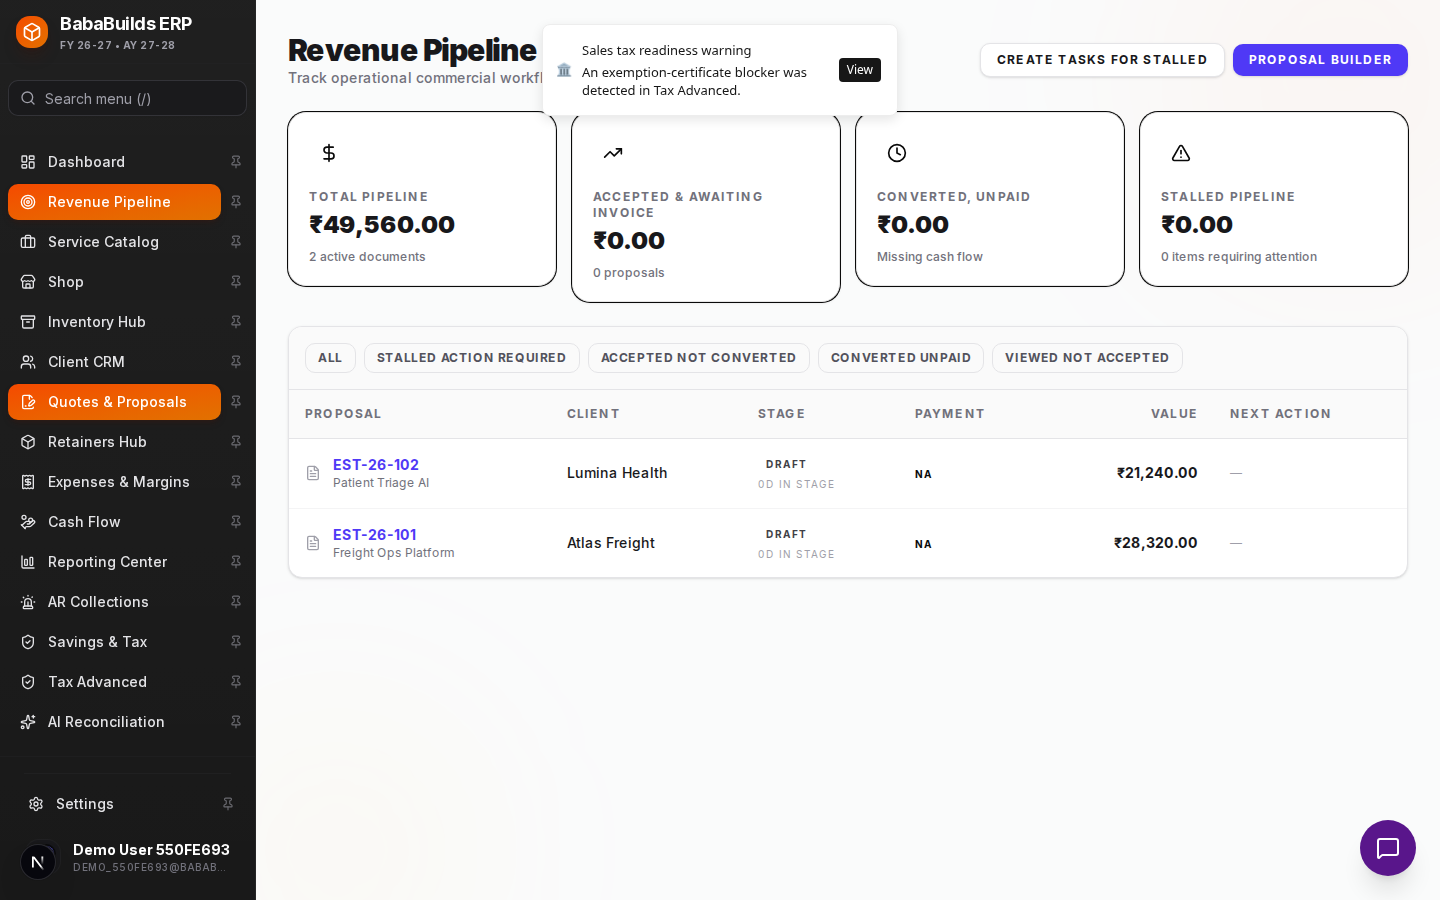 BabaBuilds ERP
FY 26-27 • AY 27-28
Search menu (/)
Dashboard
Revenue Pipeline
Service Catalog
Shop
Inventory Hub
Client CRM
Quotes & Proposals
Retainers Hub
Expenses & Margins
Cash Flow
Reporting Center
AR Collections
Savings & Tax
Tax Advanced
AI Reconciliation
Settings
N
Demo User 550FE693
DEMO_550FE693@BABAB...
Revenue Pipeline
Track operational commercial workfl
Sales tax readiness warning
An exemption-certificate blocker was
detected in Tax Advanced.
View
CREATE TASKS FOR STALLED
PROPOSAL BUILDER
TOTAL PIPELINE
₹49,560.00
2 active documents
ACCEPTED & AWAITING
INVOICE
₹0.00
0 proposals
CONVERTED, UNPAID
₹0.00
Missing cash flow
STALLED PIPELINE
₹0.00
0 items requiring attention
ALL
STALLED ACTION REQUIRED
ACCEPTED NOT CONVERTED
CONVERTED UNPAID
VIEWED NOT ACCEPTED
PROPOSAL CLIENT STAGE PAYMENT VALUE NEXT ACTION
EST-26-102
Patient Triage AI
Lumina Health
DRAFT
0D IN STAGE
NA
₹21,240.00
—
EST-26-101
Freight Ops Platform
Atlas Freight
DRAFT
0D IN STAGE
NA
₹28,320.00
—